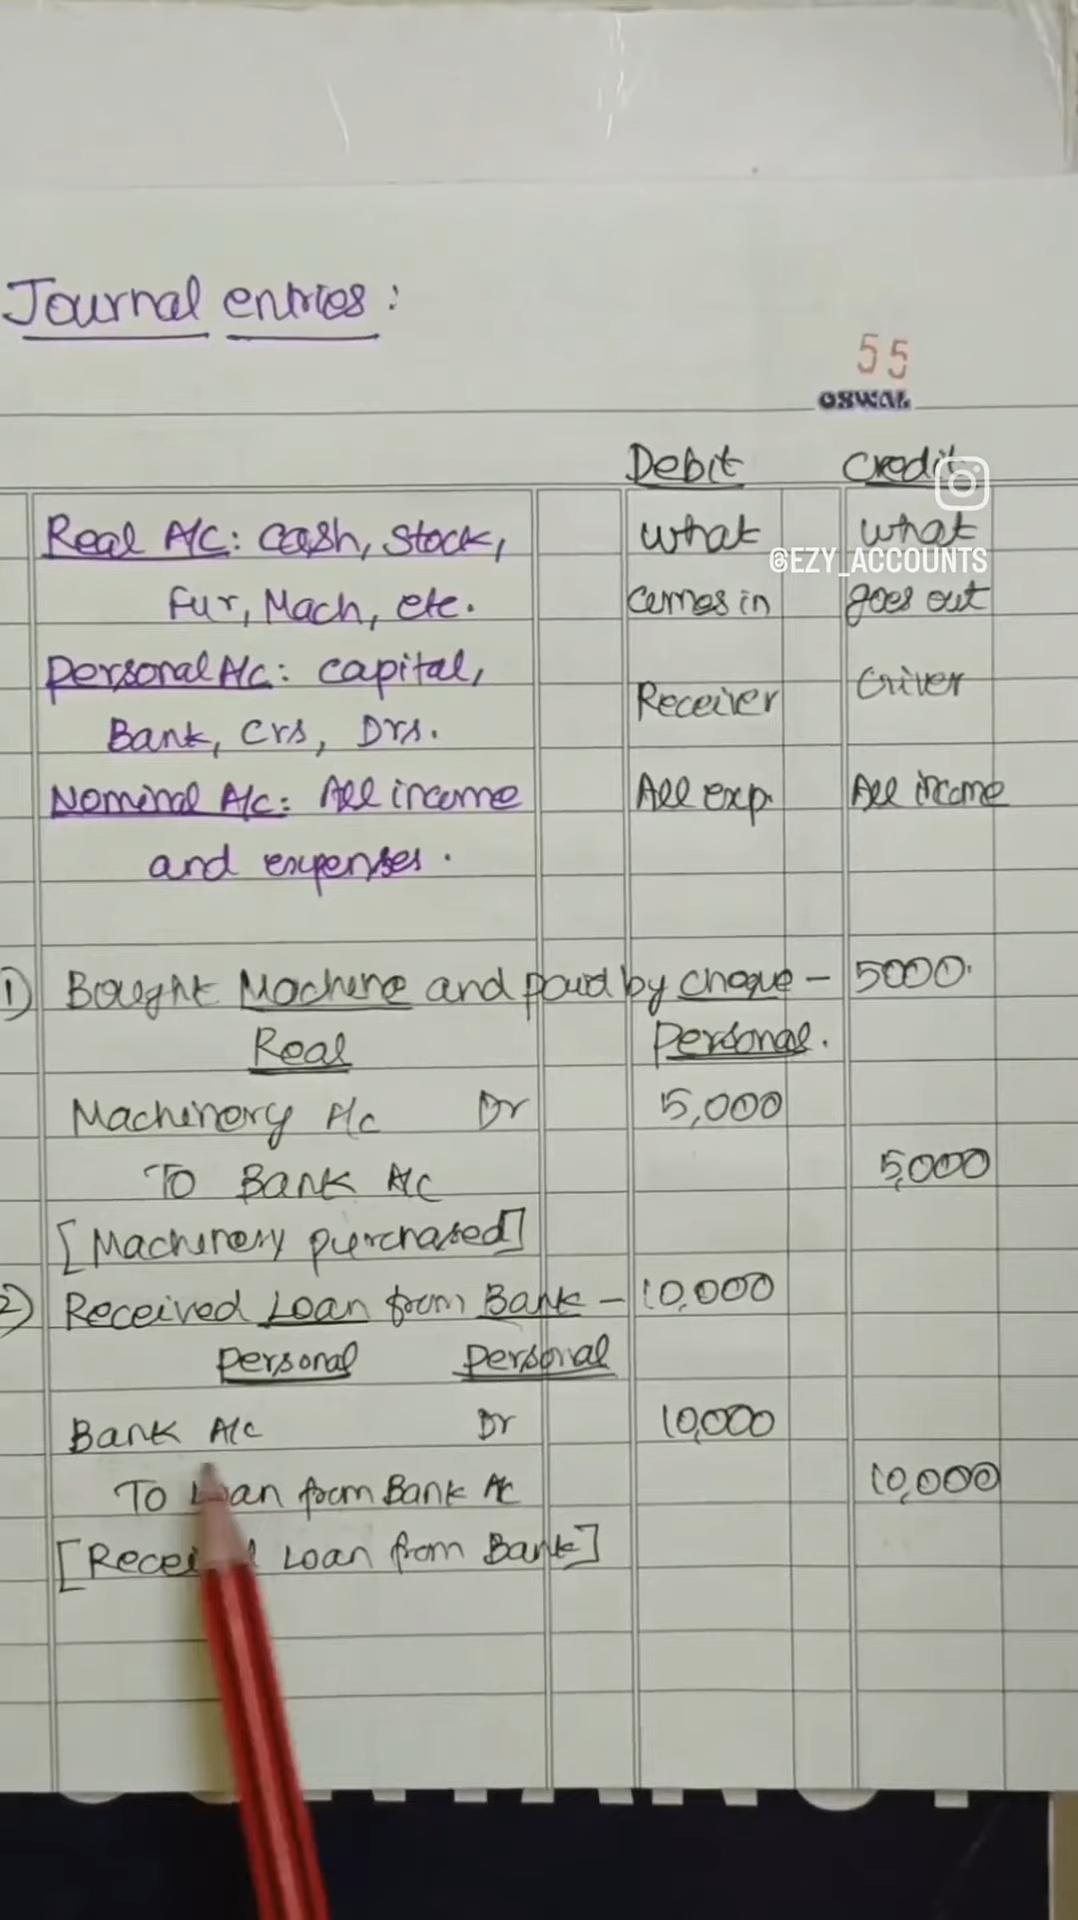 Journal entries:
55
OSWAL
Debit Credit
Real A/C: cash, stock, what what
@EZY_ACCOUNTS
Fur, Mach, etc. comes in goes out
Personal A/c: capital, Receiver Giver
Bank, Crs, Drs.
Nominal A/c: All income All exp. All income
and expenses.
1) Bought Machine and paid by cheque - 5000.
Real Personal.
Machinery A/c Dr 5,000
To Bank A/C 5,000
[Machinery purchased]
2) Received Loan from Bank - 10,000
Personal Personal
Bank A/C Dr 10,000
To Loan from Bank A/c 10,000
[Received Loan from Bank]